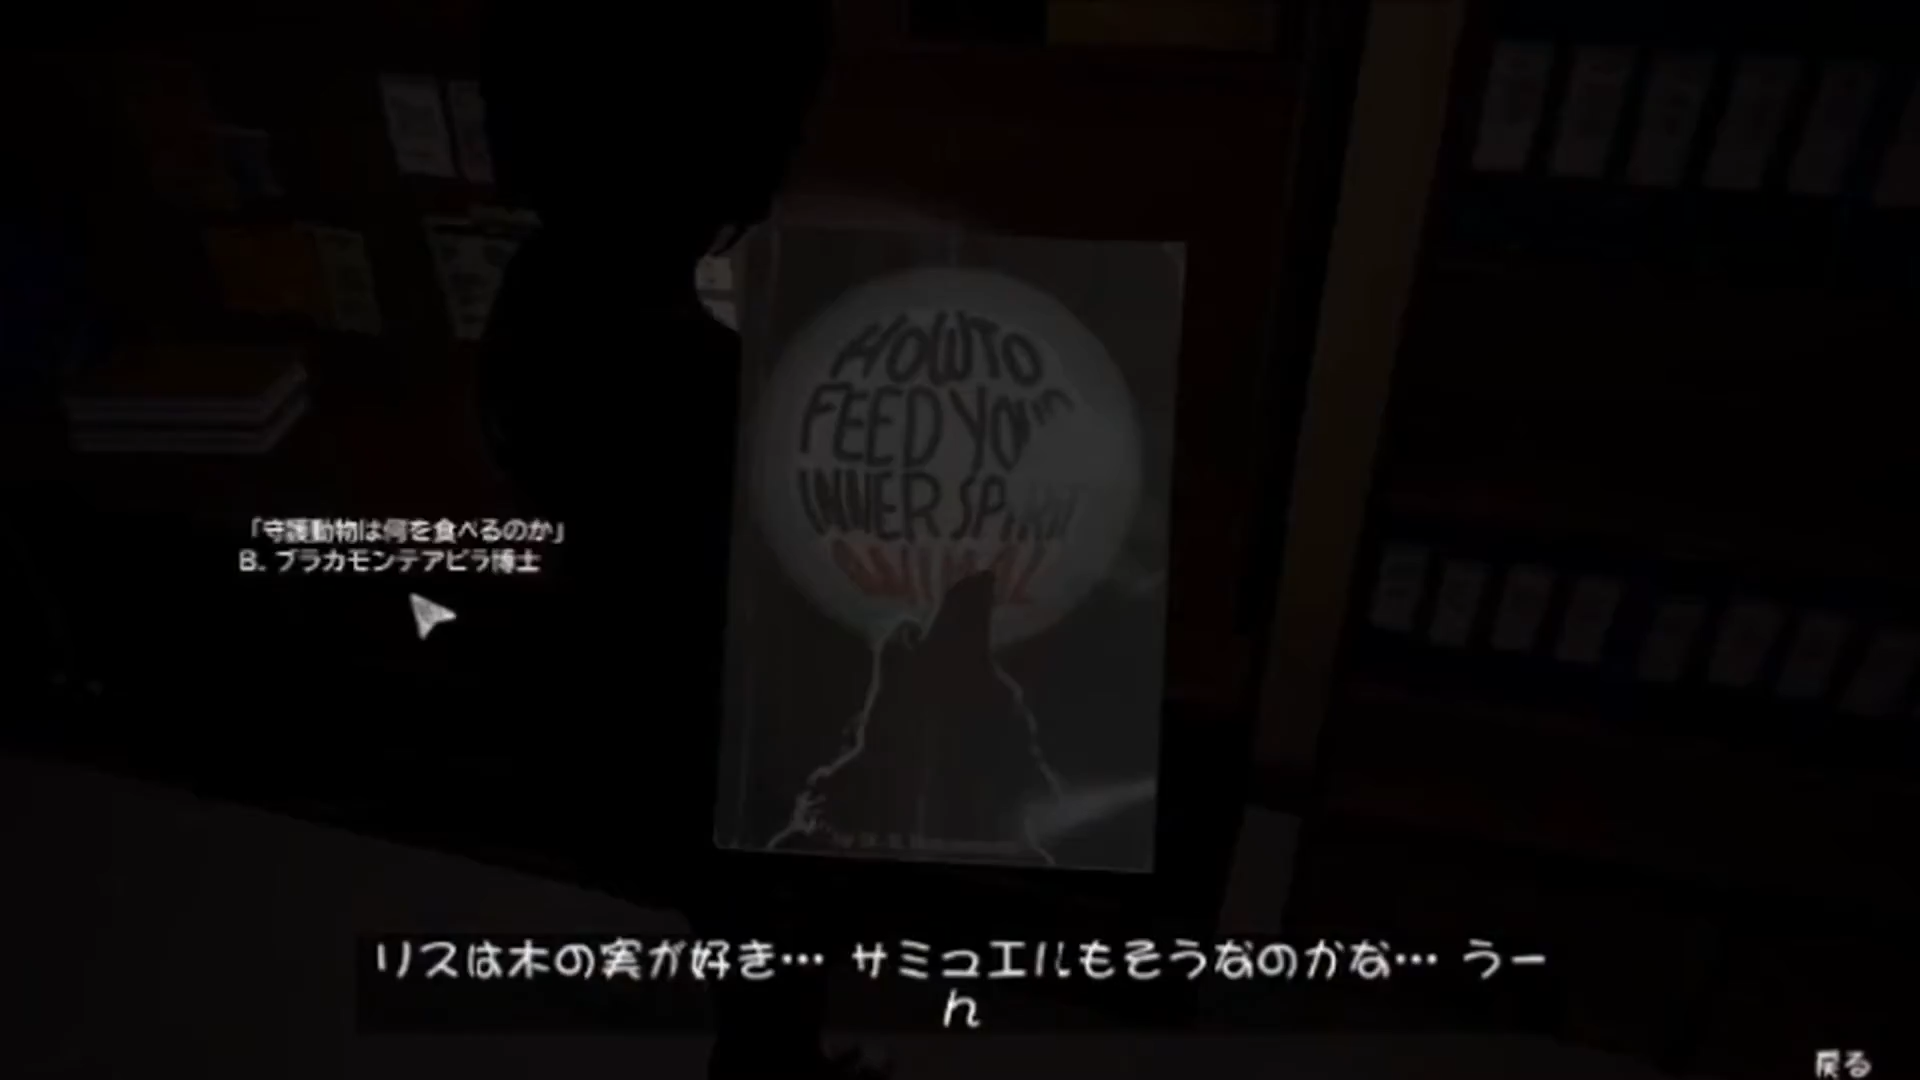 HOW TO
FEED YOUR
INNER SPIRIT
「守護動物は何を食べるのか」
B. ブラカモンテアビラ博士
リスは木の実が好き… サミュエルもそうなのかな… うー
ん
戻る